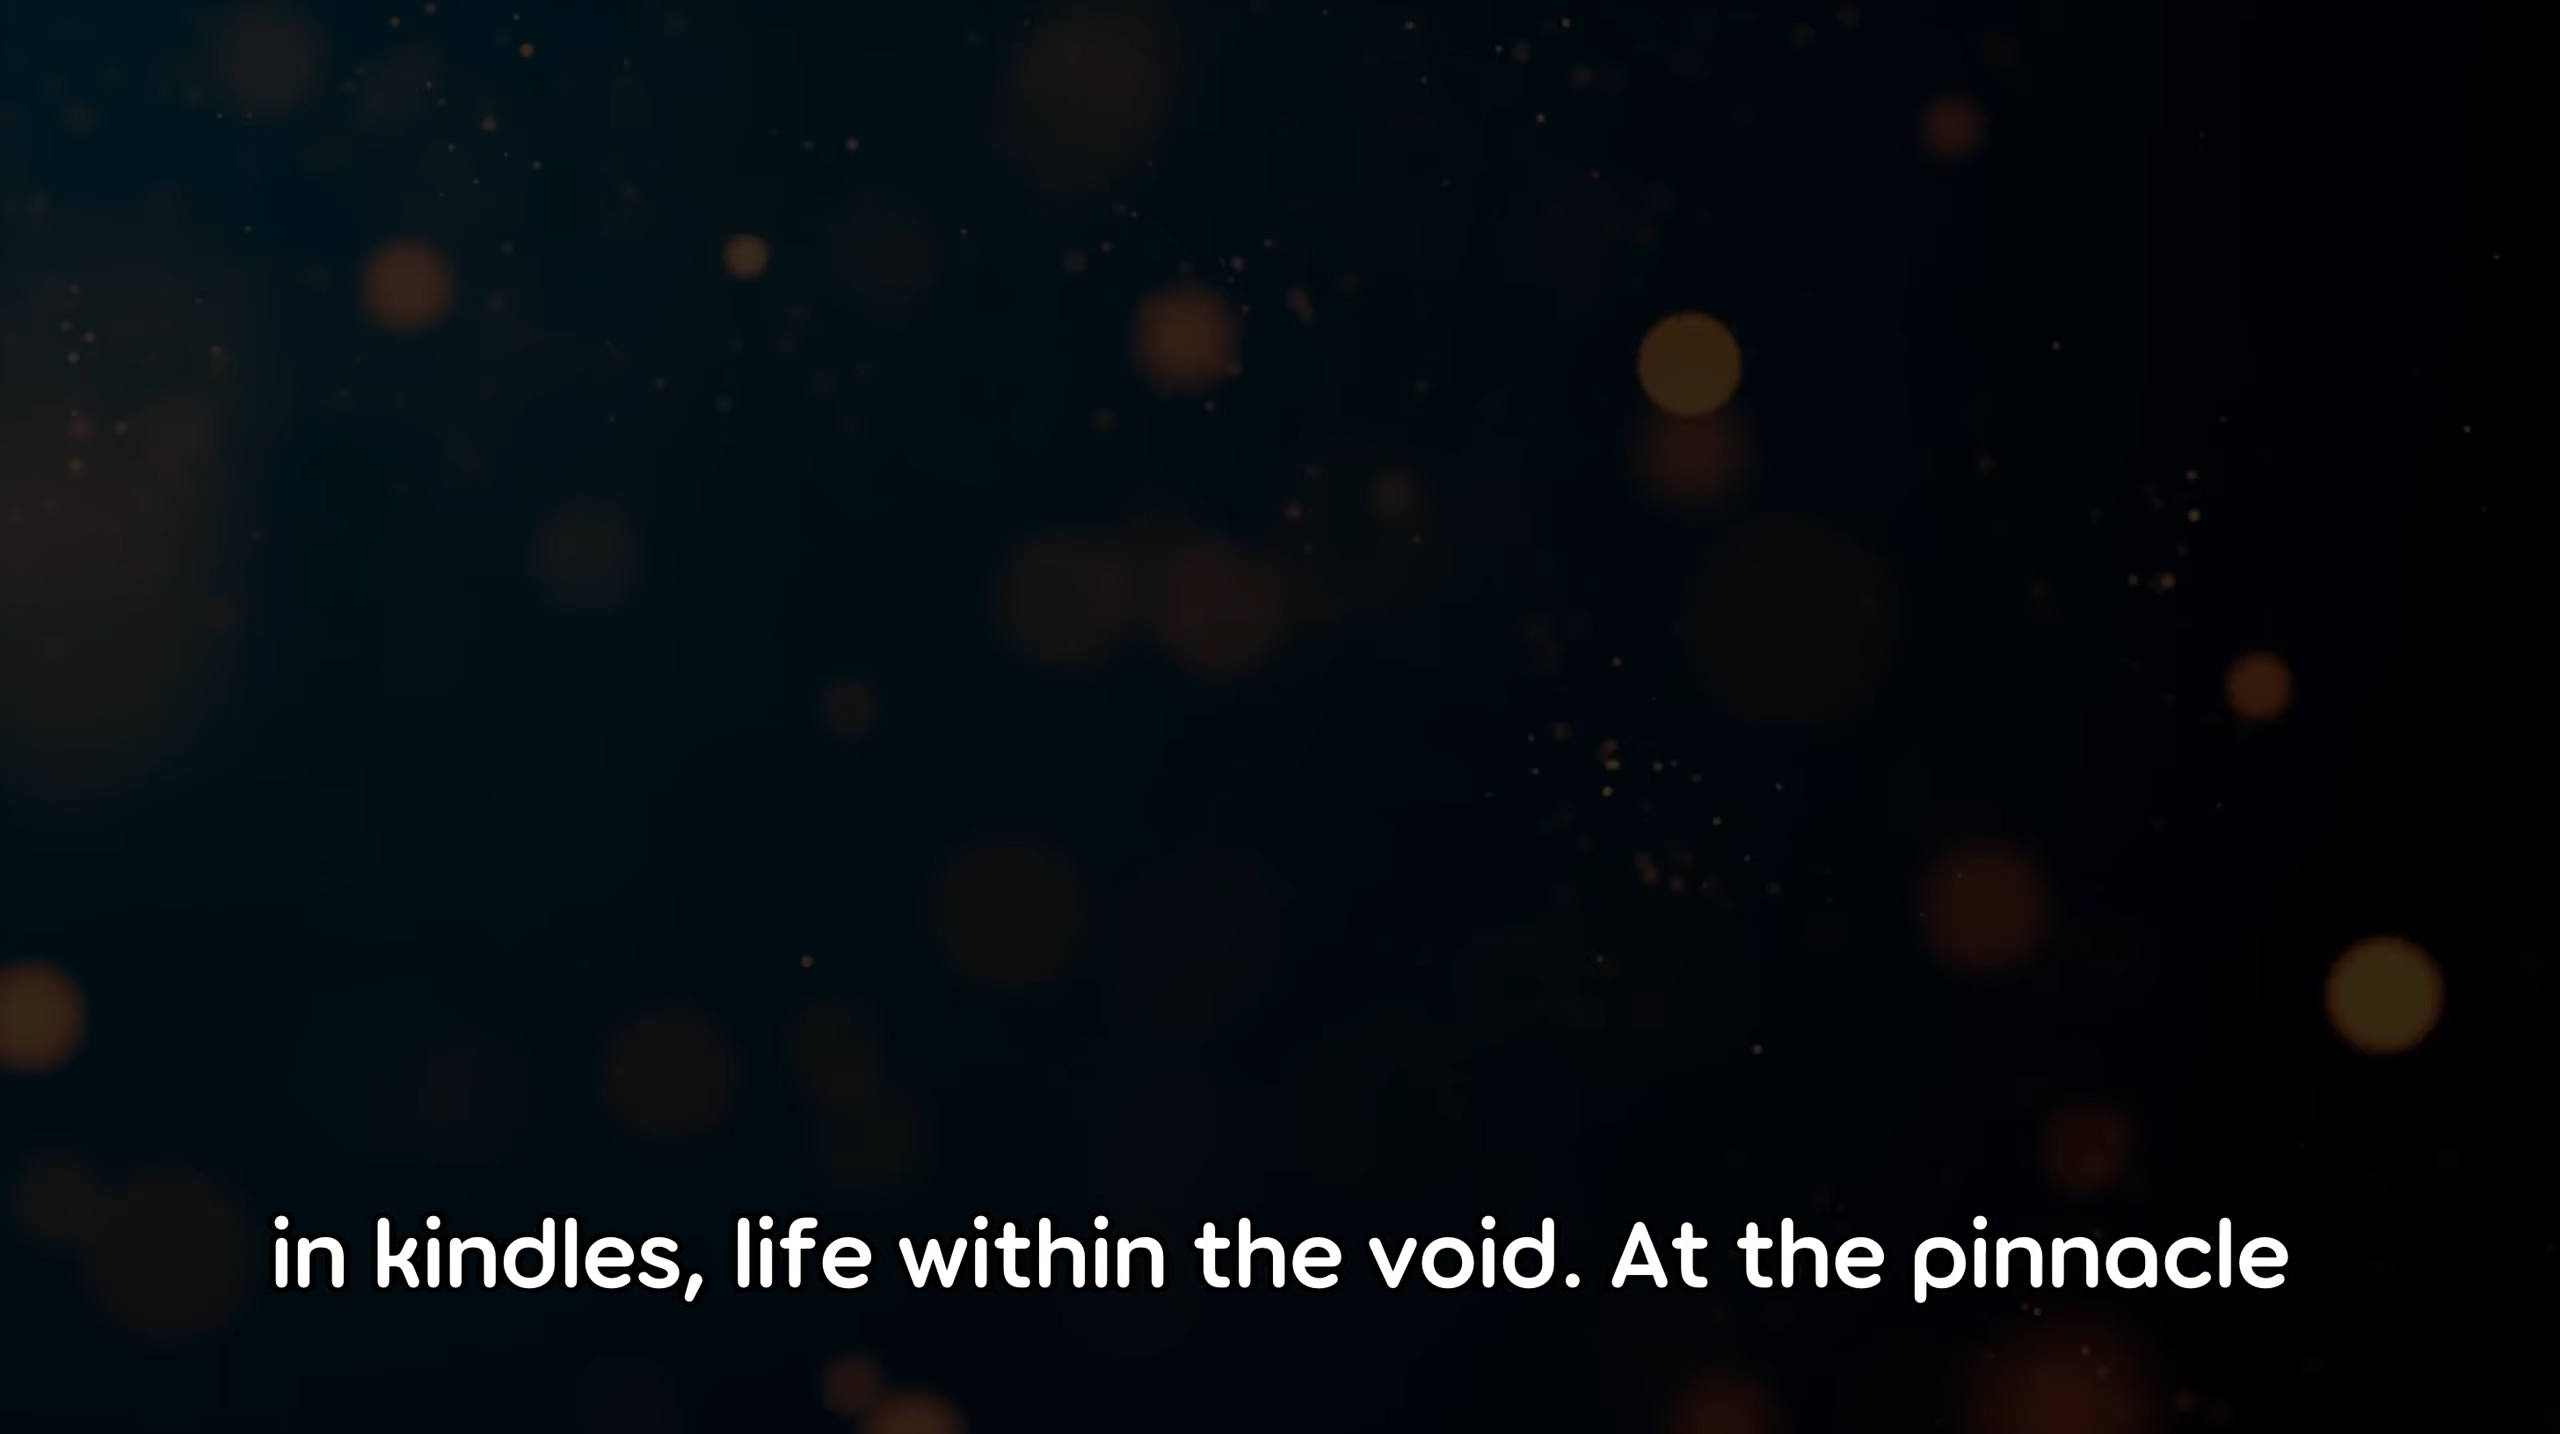 in kindles, life within the void. At the pinnacle